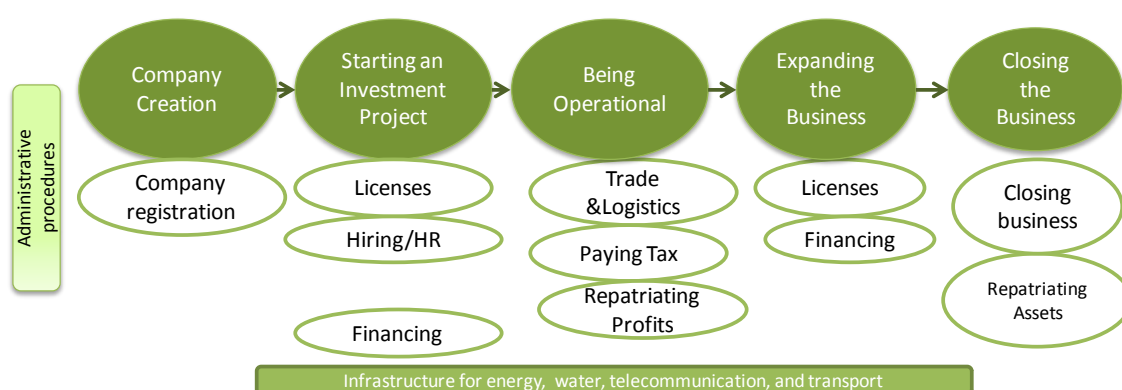 Company
Creation
Starting an
Investment
Project
Being
Operational
Expanding
the
Business
Closing
the
Business
Administrative
procedures
Company
registration
Licenses
Hiring/HR
Financing
Trade
&Logistics
Paying Tax
Repatriating
Profits
Licenses
Financing
Closing
business
Repatriating
Assets
Infrastructure for energy,  water, telecommunication, and transport